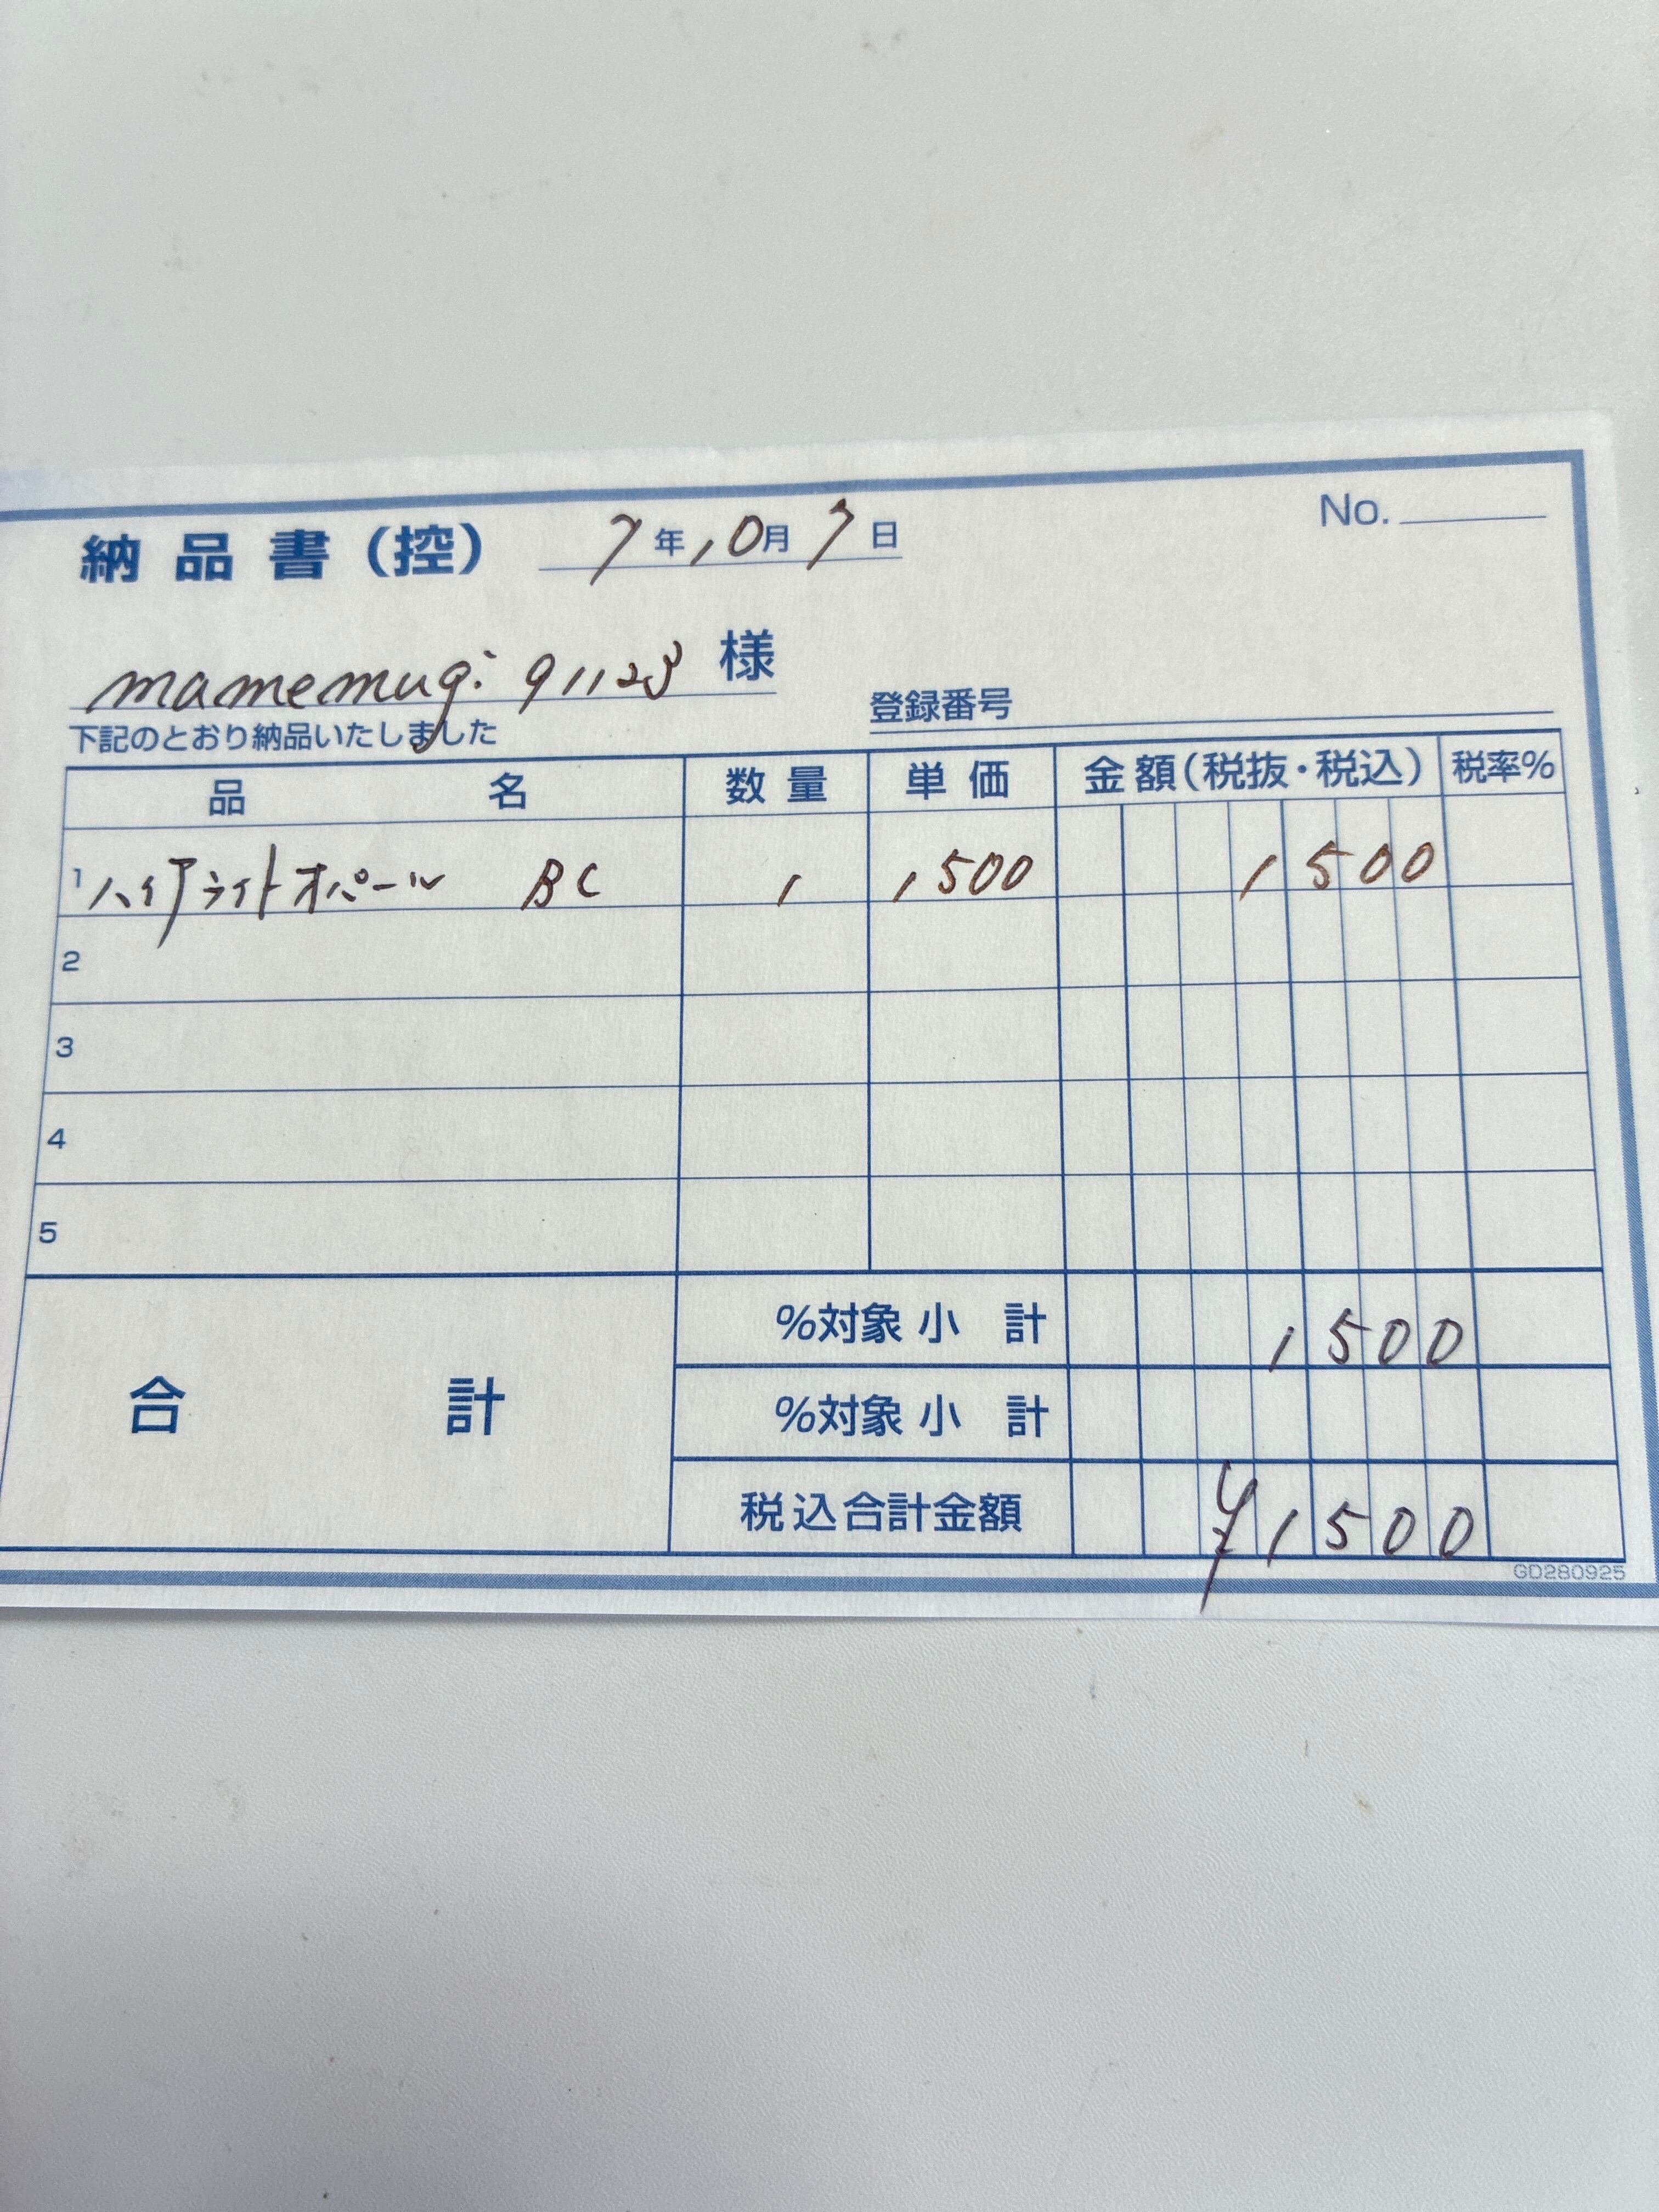 納品書（控） 7年10月7日 No.
mamemugi 91123 様
登録番号
下記のとおり納品いたしました
品名 数量 単価 金額（税抜・税込） 税率%
1 ハイアライトオパール BC 1 1500 1500
2
3
4
5
合計
%対象小計 1500
%対象小計
税込合計金額 ¥1500
GD280925